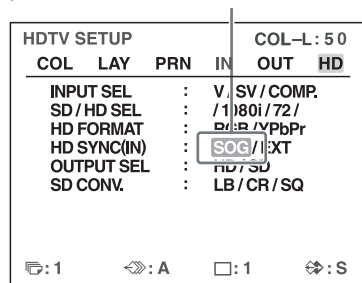 HDTV SETUP COL–L:50
COL LAY PRN IN OUT HD
INPUT SEL : V / SV / COMP.
SD / HD SEL : / 1080i / 72 /
HD FORMAT : RGB / YPbPr
HD SYNC(IN) : SOG / EXT
OUTPUT SEL : HD / SD
SD CONV. : LB / CR / SQ
:1 :A :1 :S